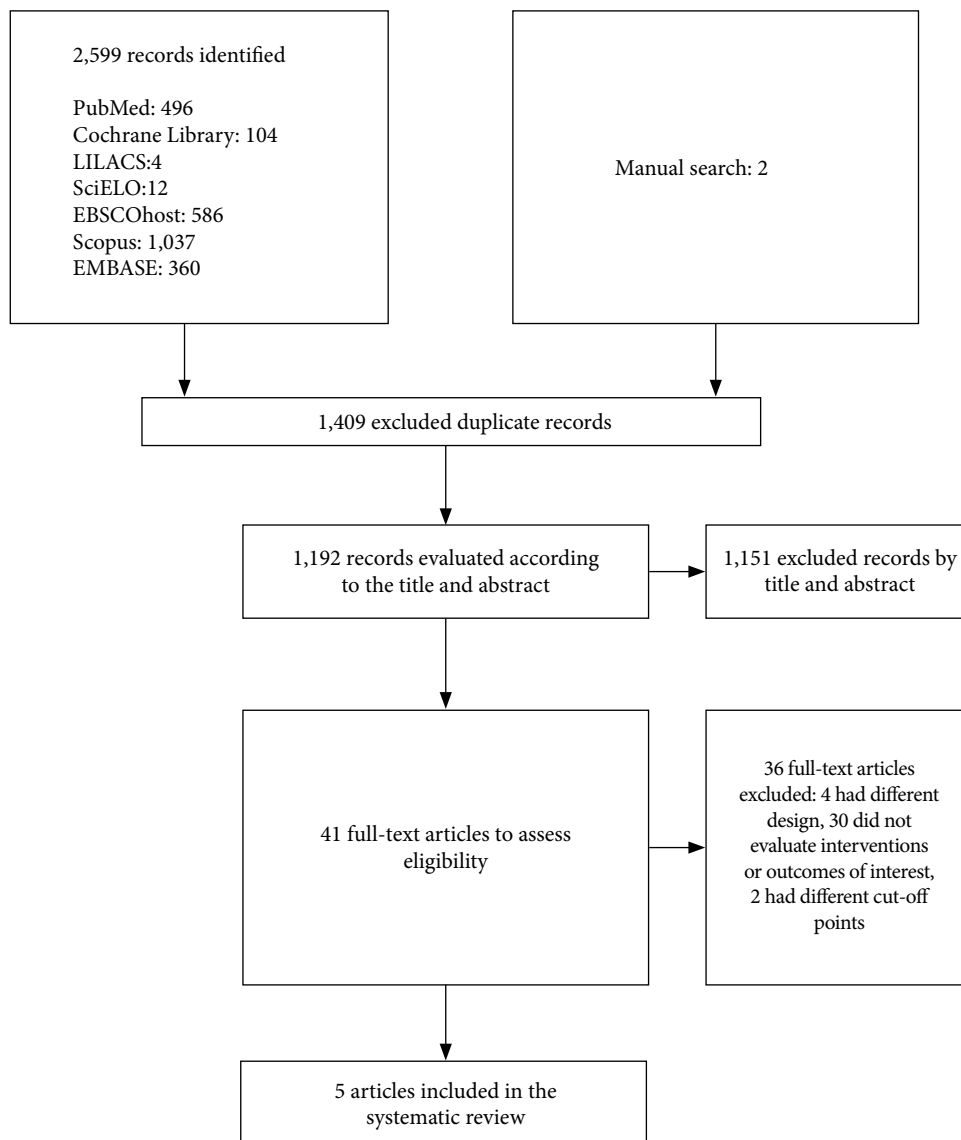 2,599 records identified
PubMed: 496
Cochrane Library: 104
LILACS:4
SciELO:12
EBSCOhost: 586
Scopus: 1,037
EMBASE: 360
Manual search: 2
1,409 excluded duplicate records
1,192 records evaluated according
to the title and abstract
1,151 excluded records by
title and abstract
41 full-text articles to assess
eligibility
36 full-text articles
excluded: 4 had different
design, 30 did not
evaluate interventions
or outcomes of interest,
2 had different cut-off
points
5 articles included in the
systematic review